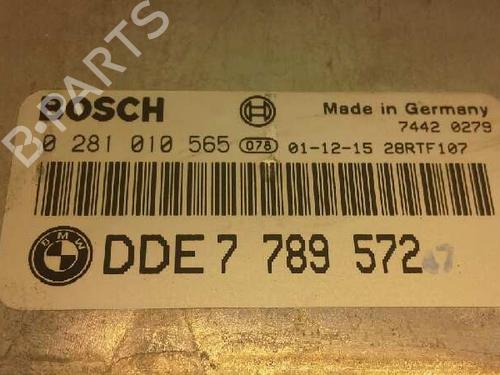 B-PARTS
BOSCH
Made in Germany
7442 0279
0 281 010 565 078 01-12-15 28RTF107
BMW
DDE 7 789 572